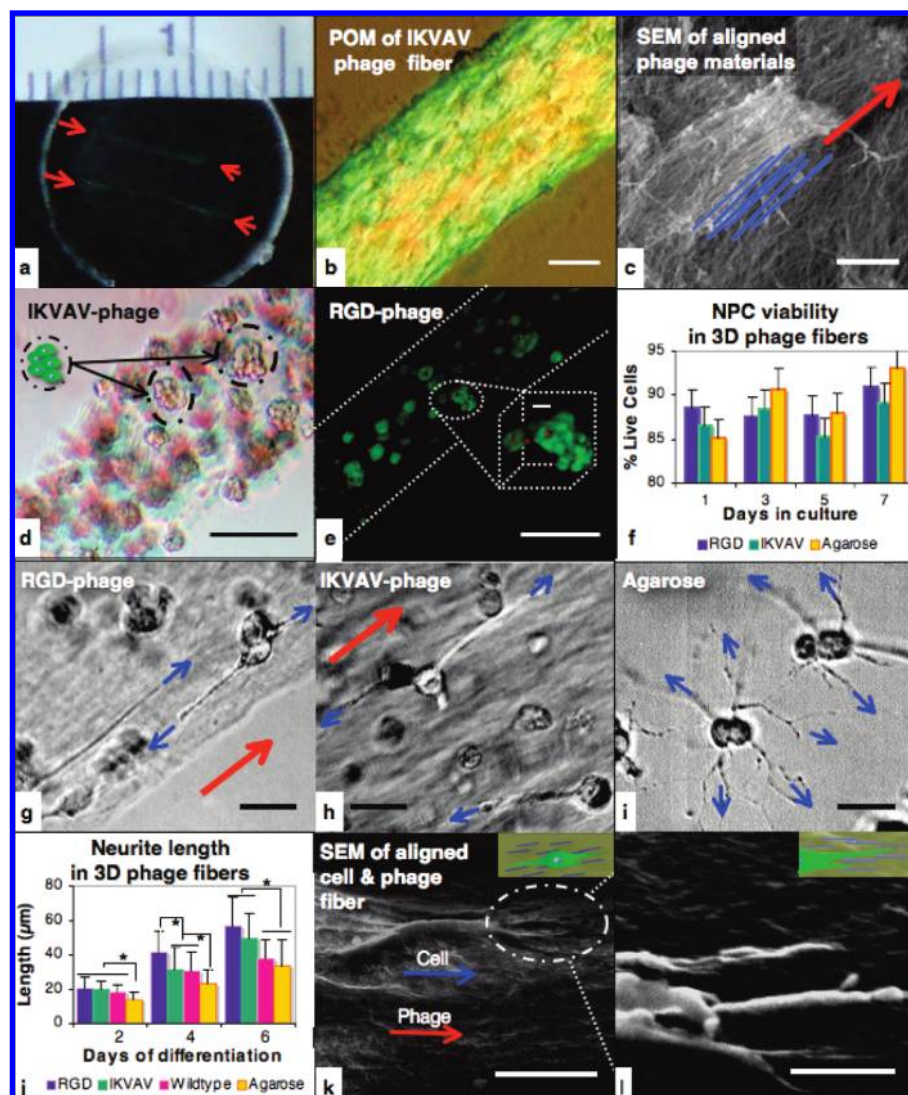 1
a
POM of IKVAV
phage fiber
b
SEM of aligned
phage materials
c
IKVAV-phage
d
RGD-phage
e
NPC viability
in 3D phage fibers
95
90
85
80
% Live Cells
1 3 5 7
Days in culture
f
RGD IKVAV Agarose
RGD-phage
g
IKVAV-phage
h
Agarose
i
Neurite length
in 3D phage fibers
80
60
40
20
0
Length (µm)
* * * *
2 4 6
Days of differentiation
j
RGD IKVAV Wildtype Agarose
SEM of aligned
cell & phage
fiber
Cell
Phage
k
l